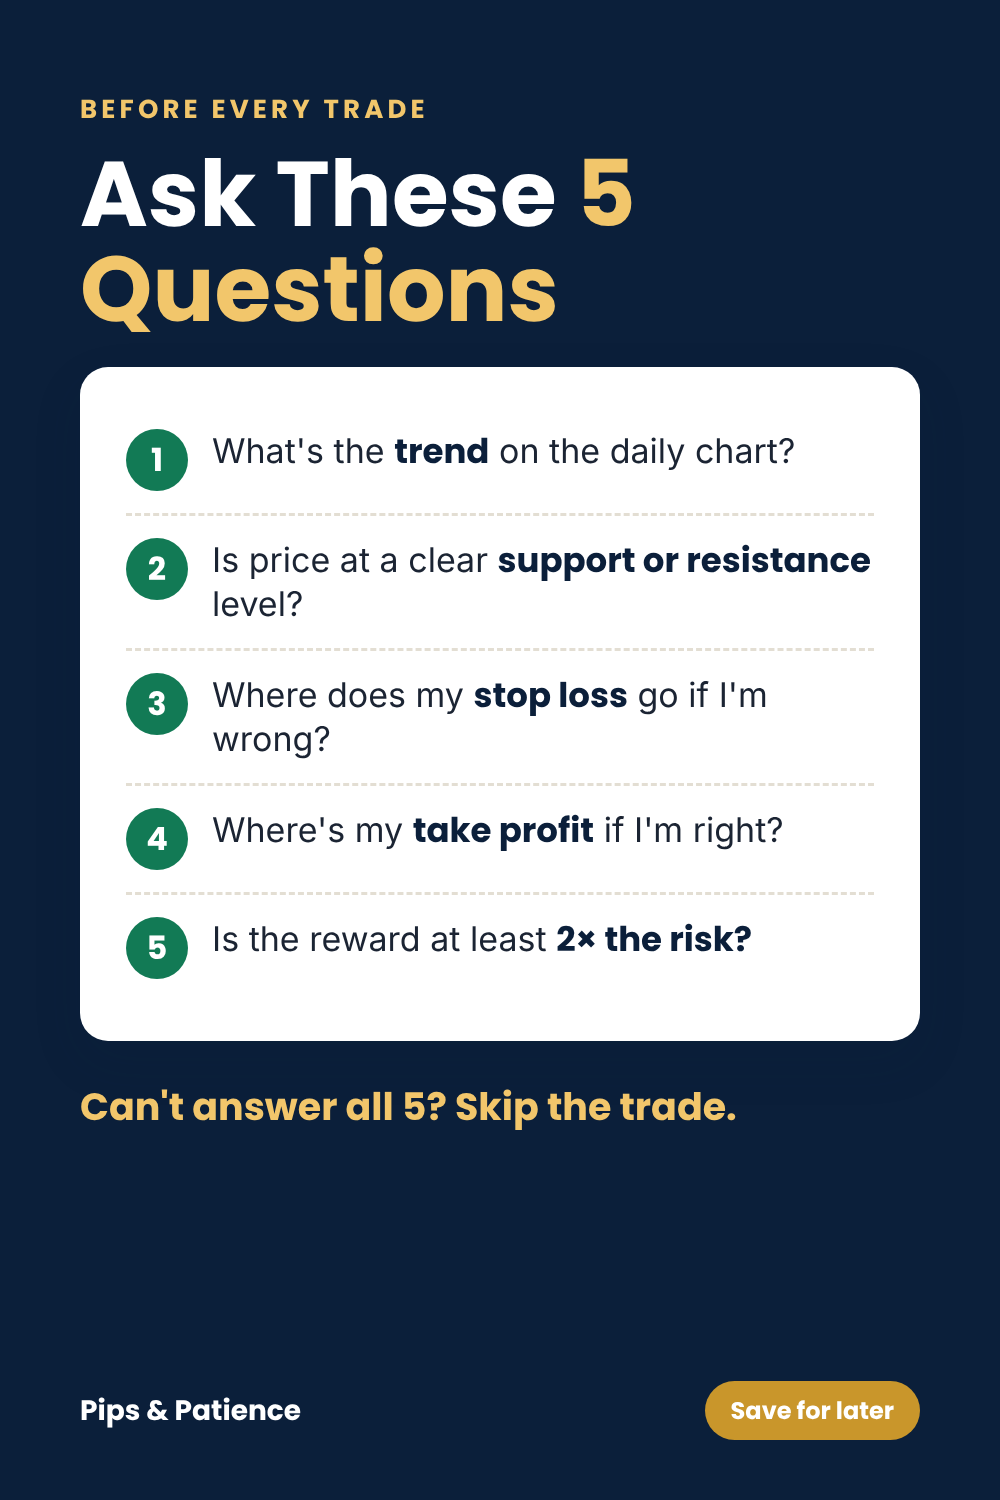 BEFORE EVERY TRADE
Ask These 5
Questions
1 What's the trend on the daily chart?
2 Is price at a clear support or resistance
level?
3 Where does my stop loss go if I'm
wrong?
4 Where's my take profit if I'm right?
5 Is the reward at least 2× the risk?
Can't answer all 5? Skip the trade.
Pips & Patience
Save for later